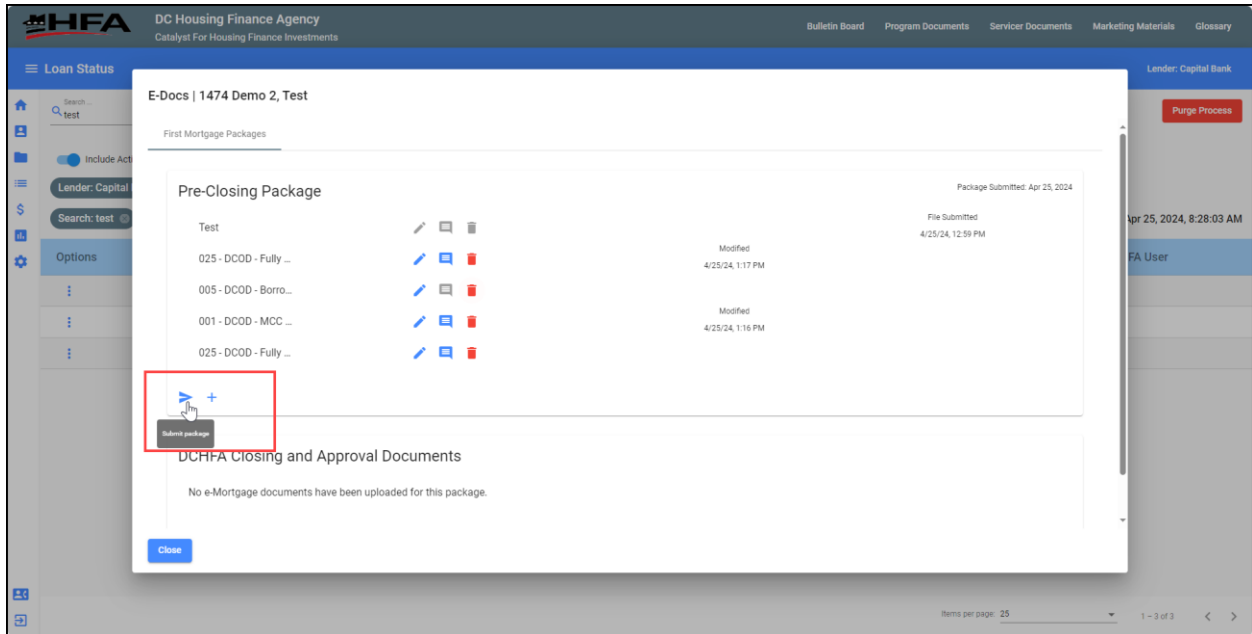 HFA
DC Housing Finance Agency
Catalyst For Housing Finance Investments
Bulletin Board Program Documents Servicer Documents Marketing Materials Glossary
Loan Status
Lender: Capital Bank
Search ...
test
Purge Process
Include Acti
Lender: Capital
Search: test
Apr 25, 2024, 8:28:03 AM
Options
FA User
E-Docs | 1474 Demo 2, Test
First Mortgage Packages
Pre-Closing Package
Package Submitted: Apr 25, 2024
Test
File Submitted
4/25/24, 12:59 PM
025 - DCOD - Fully ...
Modified
4/25/24, 1:17 PM
005 - DCOD - Borro...
001 - DCOD - MCC ...
Modified
4/25/24, 1:16 PM
025 - DCOD - Fully ...
Submit package
DCHFA Closing and Approval Documents
No e-Mortgage documents have been uploaded for this package.
Close
Items per page: 25
1 – 3 of 3